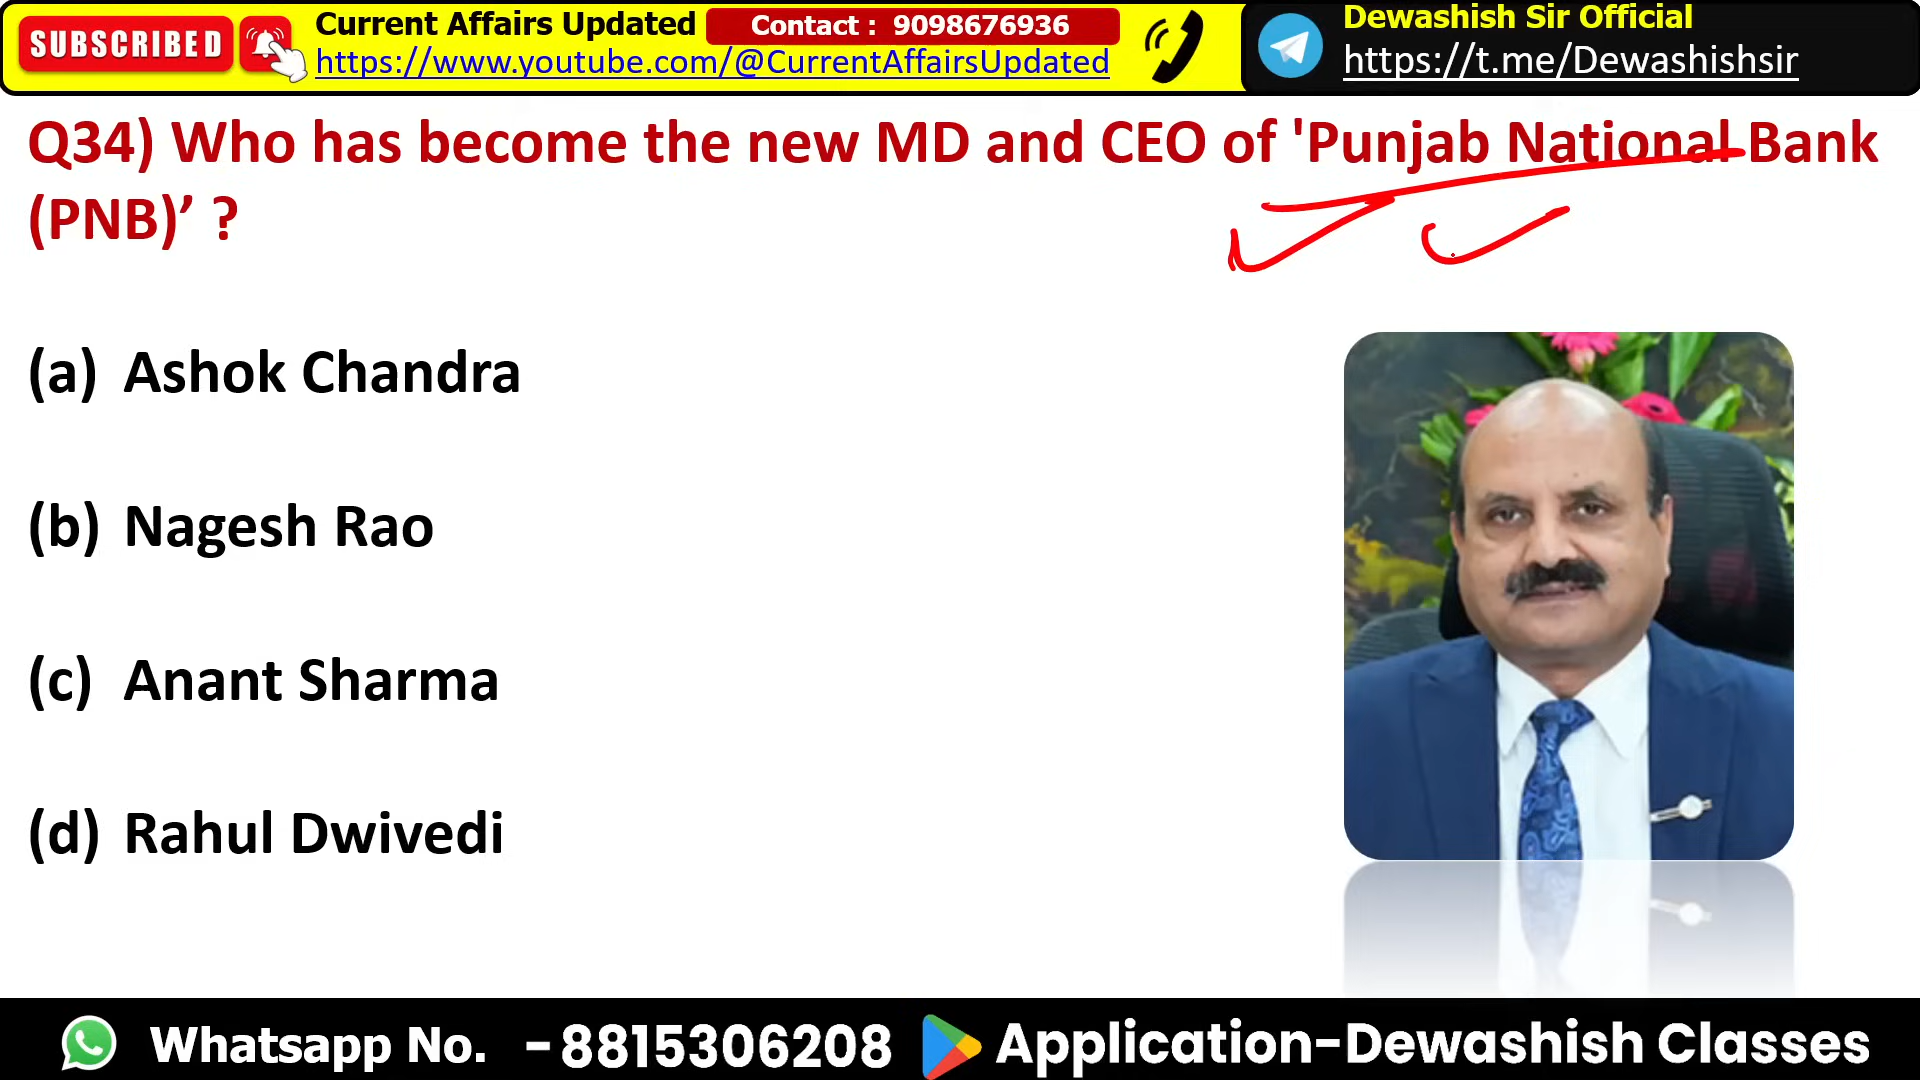 SUBSCRIBED
Current Affairs Updated
Contact : 9098676936
https://www.youtube.com/@CurrentAffairsUpdated
Dewashish Sir Official
https://t.me/Dewashishsir
Q34) Who has become the new MD and CEO of 'Punjab National Bank
(PNB)’ ?
(a) Ashok Chandra
(b) Nagesh Rao
(c) Anant Sharma
(d) Rahul Dwivedi
Whatsapp No. -8815306208
Application-Dewashish Classes